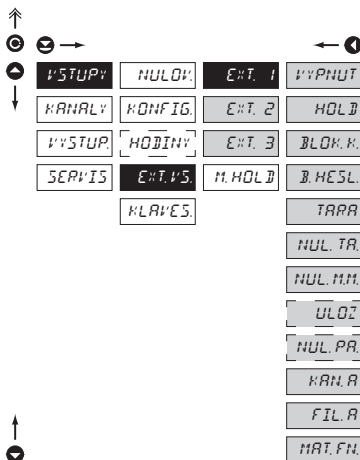 VSTUPY NULOV. EXT. 1 VYPNUT
KANALY KONFIG. EXT. 2 HOLD
VYSTUP. HODINY EXT. 3 BLOK. K.
SERVIS EXT.VS. M. HOLD B. HESL.
KLAVES. TARA
NUL. TA.
NUL. M.M.
ULOZ
NUL. PA.
KAN. A
FIL. A
MAT. FN.